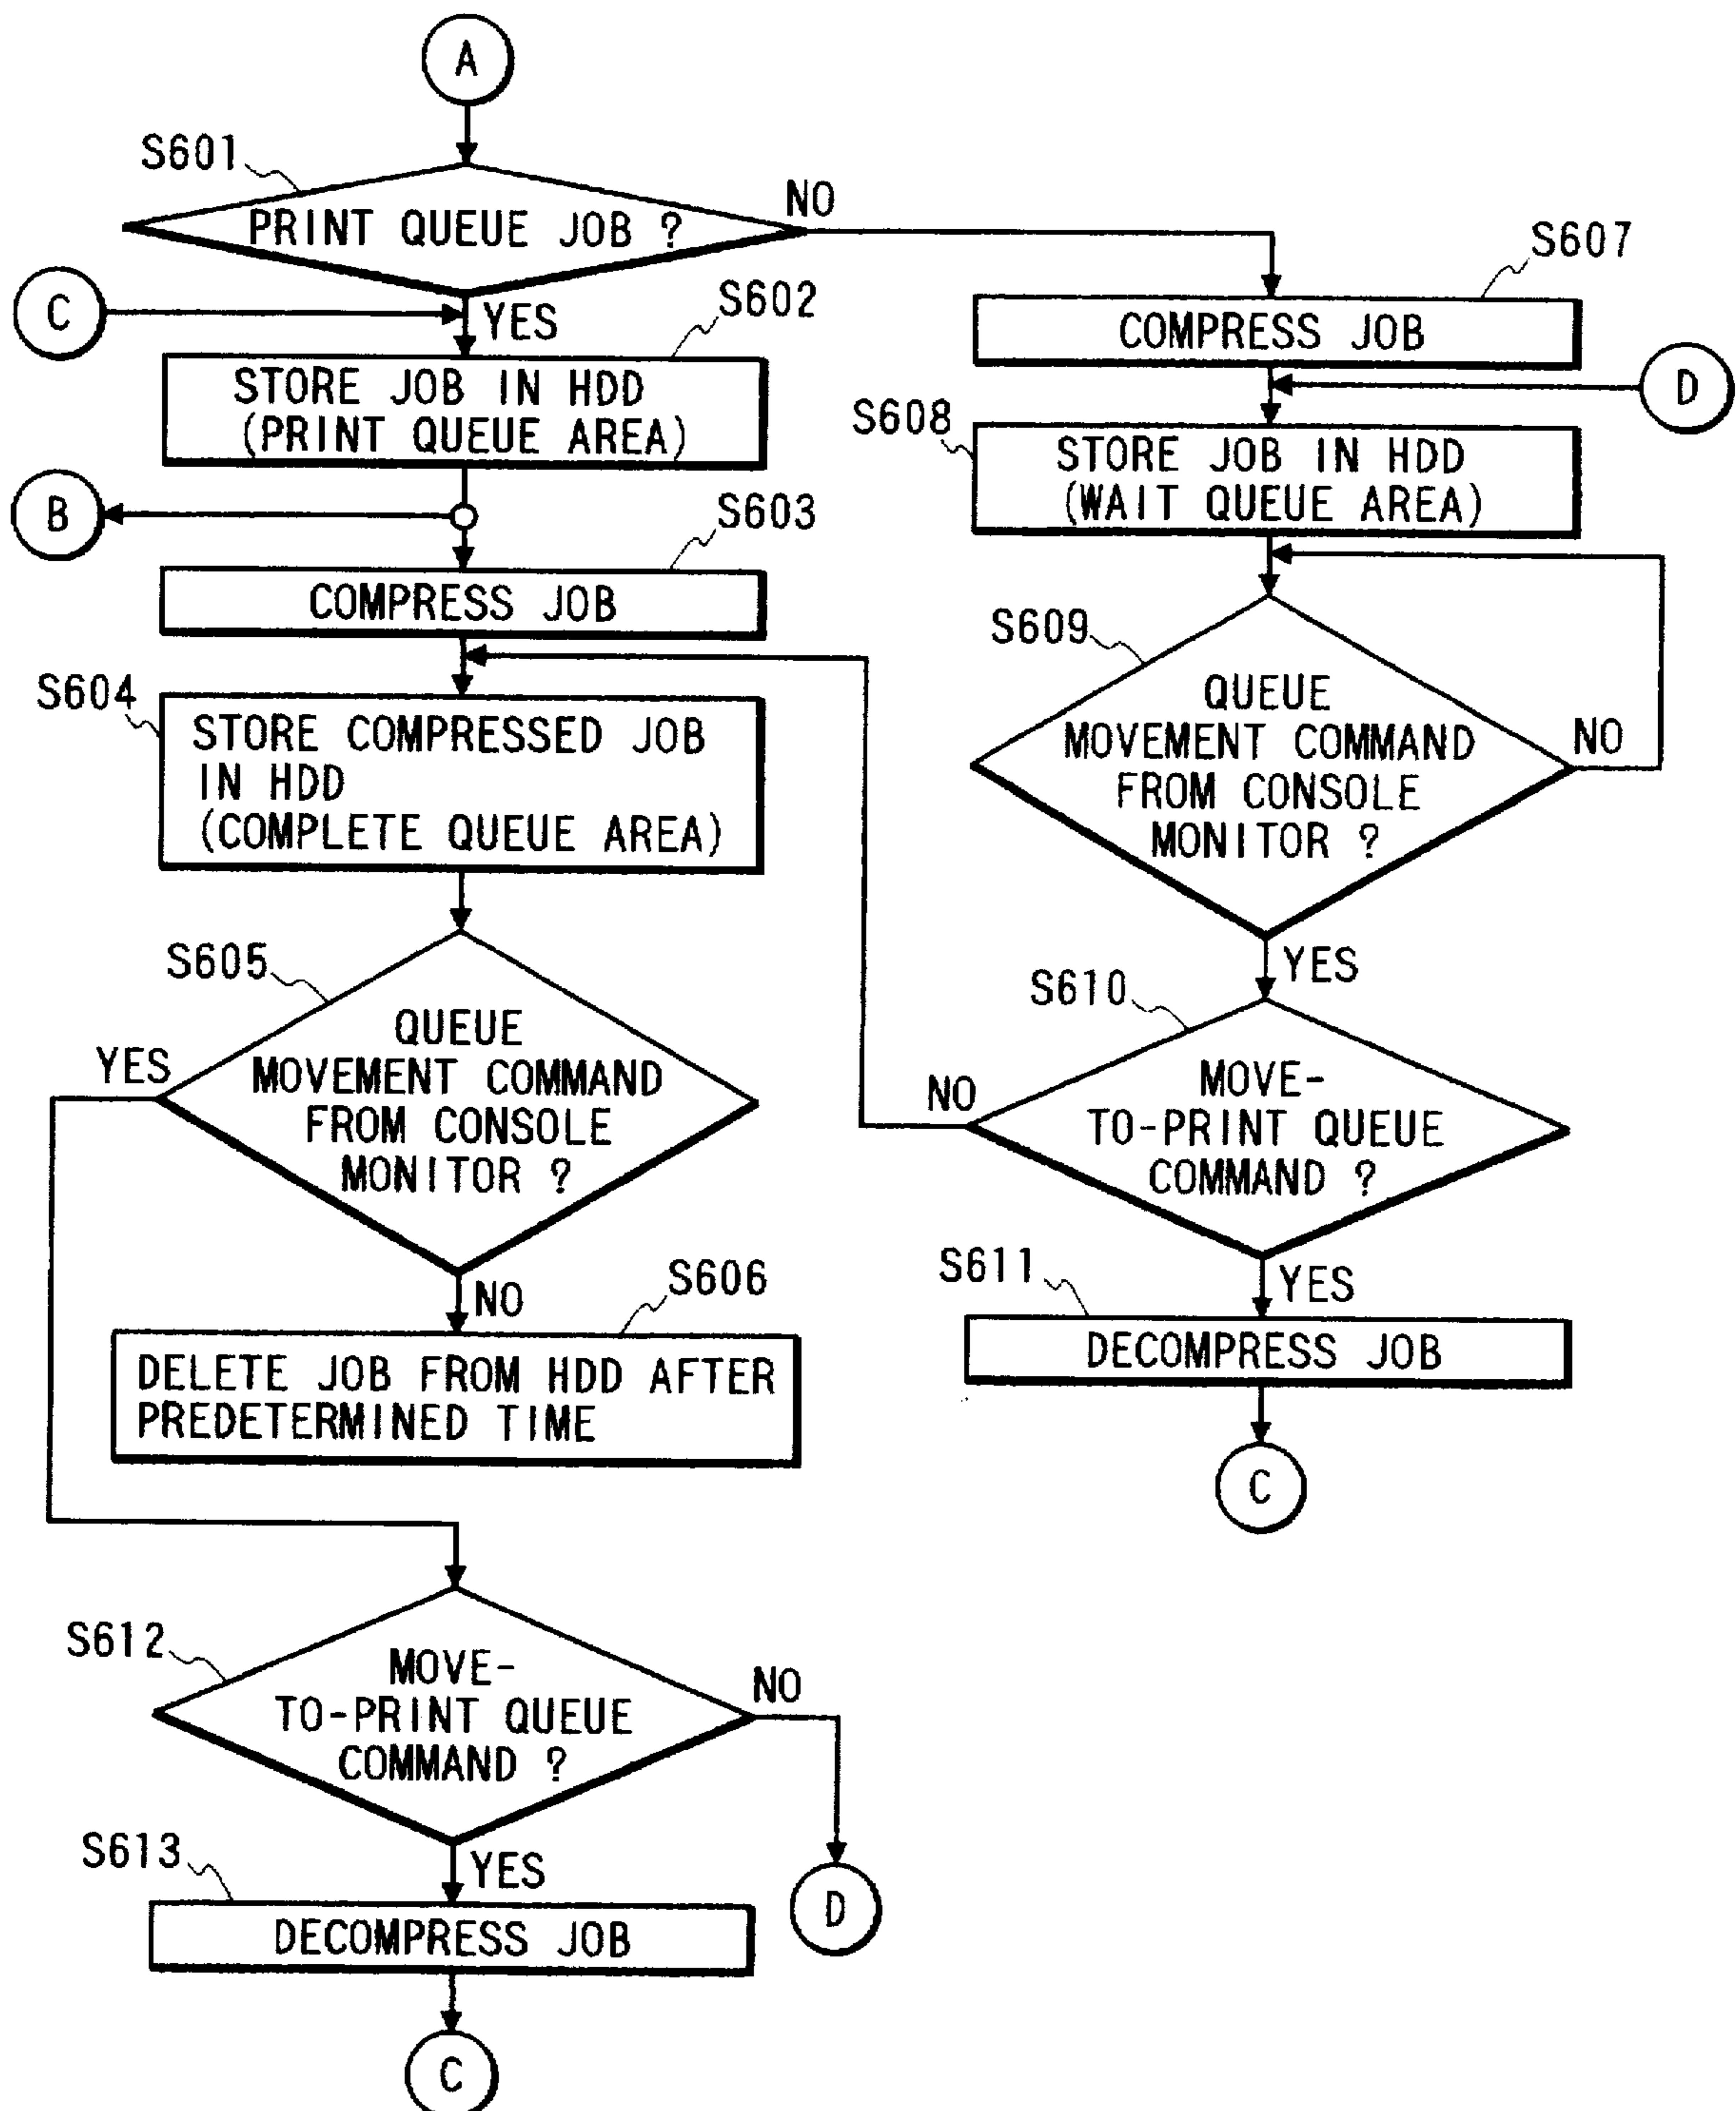 A
S601
PRINT QUEUE JOB ?
NO
C
YES
S602
STORE JOB IN HDD
(PRINT QUEUE AREA)
B
S603
COMPRESS JOB
S604
STORE COMPRESSED JOB
IN HDD
(COMPLETE QUEUE AREA)
S605
YES
QUEUE
MOVEMENT COMMAND
FROM CONSOLE
MONITOR ?
NO
S606
DELETE JOB FROM HDD AFTER
PREDETERMINED TIME
S607
COMPRESS JOB
D
S608
STORE JOB IN HDD
(WAIT QUEUE AREA)
S609
QUEUE
MOVEMENT COMMAND
FROM CONSOLE
MONITOR ?
NO
YES
S610
MOVE-
TO-PRINT QUEUE
COMMAND ?
NO
YES
S611
DECOMPRESS JOB
C
S612
MOVE-
TO-PRINT QUEUE
COMMAND ?
NO
D
YES
S613
DECOMPRESS JOB
C